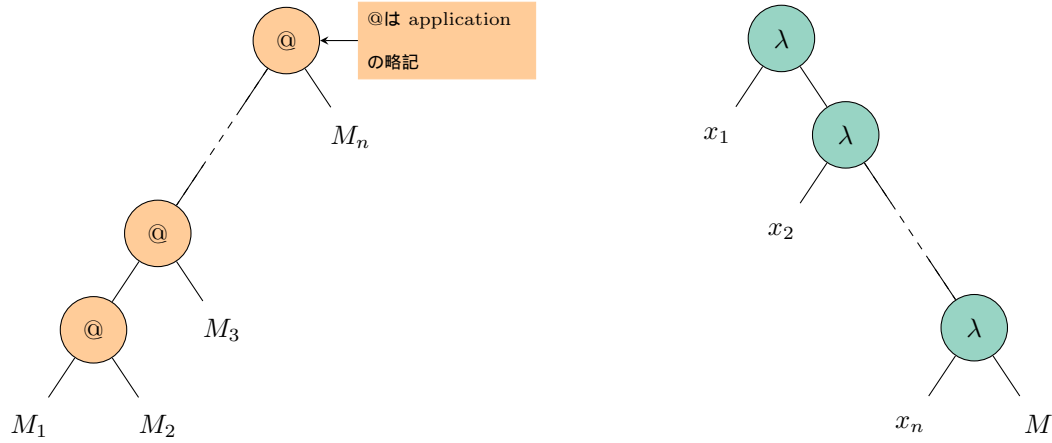 @
@は application
の略記
M_n
@
@
M_3
M_1
M_2
λ
x_1
λ
x_2
λ
x_n
M